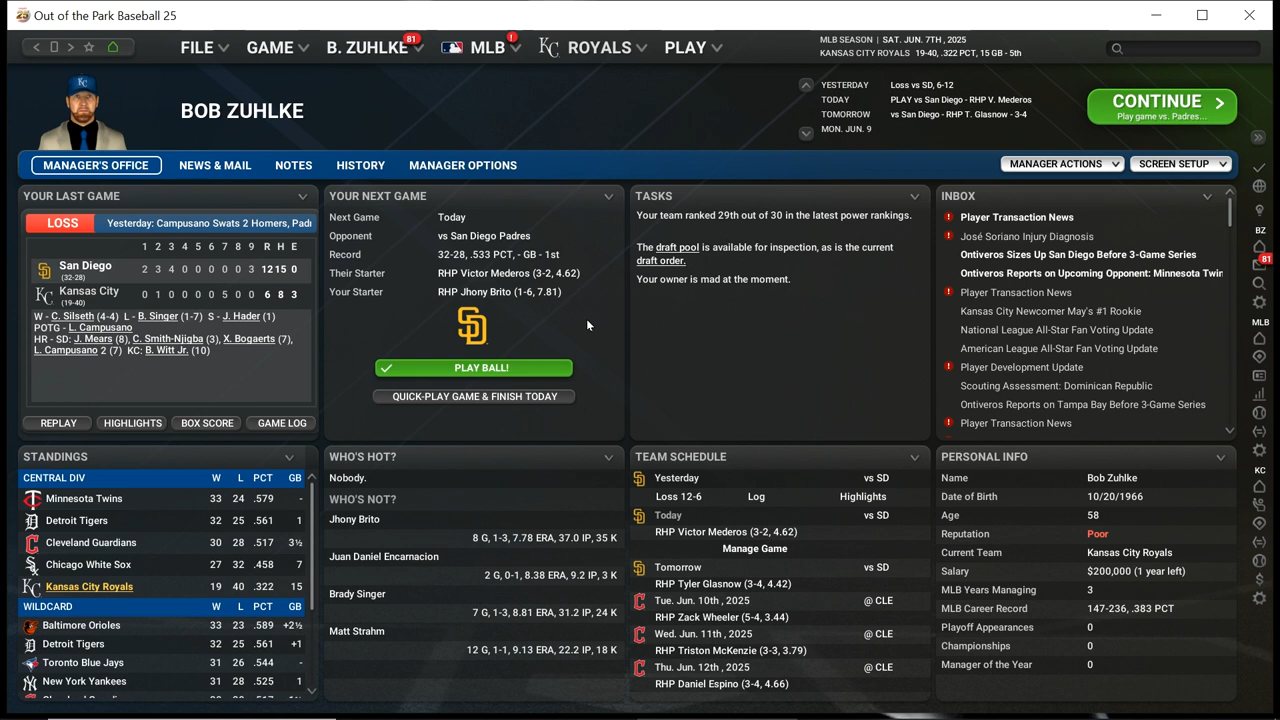 Out of the Park Baseball 25
FILE GAME B. ZUHLKE 81 MLB ! ROYALS PLAY
MLB SEASON | SAT. JUN. 7TH , 2025
KANSAS CITY ROYALS 19-40, .322 PCT, 15 GB - 5th
BOB ZUHLKE
YESTERDAY Loss vs SD, 6-12
TODAY PLAY vs San Diego - RHP V. Mederos
TOMORROW vs San Diego - RHP T. Glasnow - 3-4
MON. JUN. 9
CONTINUE
Play game vs. Padres...
MANAGER'S OFFICE NEWS & MAIL NOTES HISTORY MANAGER OPTIONS MANAGER ACTIONS SCREEN SETUP
YOUR LAST GAME
LOSS Yesterday: Campusano Swats 2 Homers, Padr
1 2 3 4 5 6 7 8 9 R H E
San Diego 2 3 4 0 0 0 0 0 3 12 15 0
(32-28)
Kansas City 0 1 0 0 0 0 5 0 0 6 8 3
(19-40)
W - C. Silseth (4-4) L - B. Singer (1-7) S - J. Hader (1)
POTG - L. Campusano
HR - SD: J. Mears (8), C. Smith-Njigba (3), X. Bogaerts (7),
L. Campusano 2 (7) KC: B. Witt Jr. (10)
REPLAY HIGHLIGHTS BOX SCORE GAME LOG
YOUR NEXT GAME
Next Game Today
Opponent vs San Diego Padres
Record 32-28, .533 PCT, - GB - 1st
Their Starter RHP Victor Mederos (3-2, 4.62)
Your Starter RHP Jhony Brito (1-6, 7.81)
PLAY BALL!
QUICK-PLAY GAME & FINISH TODAY
TASKS
Your team ranked 29th out of 30 in the latest power rankings.
The draft pool is available for inspection, as is the current
draft order.
Your owner is mad at the moment.
INBOX
Player Transaction News
José Soriano Injury Diagnosis
Ontiveros Sizes Up San Diego Before 3-Game Series
Ontiveros Reports on Upcoming Opponent: Minnesota Twin
Player Transaction News
Kansas City Newcomer May's #1 Rookie
National League All-Star Fan Voting Update
American League All-Star Fan Voting Update
Player Development Update
Scouting Assessment: Dominican Republic
Ontiveros Reports on Tampa Bay Before 3-Game Series
Player Transaction News
STANDINGS
CENTRAL DIV W L PCT GB
Minnesota Twins 33 24 .579 -
Detroit Tigers 32 25 .561 1
Cleveland Guardians 30 28 .517 3½
Chicago White Sox 27 32 .458 7
Kansas City Royals 19 40 .322 15
WILDCARD W L PCT GB
Baltimore Orioles 33 23 .589 +2½
Detroit Tigers 32 25 .561 +1
Toronto Blue Jays 31 26 .544 -
New York Yankees 31 28 .525 1
WHO'S HOT?
Nobody.
WHO'S NOT?
Jhony Brito
8 G, 1-3, 7.78 ERA, 37.0 IP, 35 K
Juan Daniel Encarnacion
2 G, 0-1, 8.38 ERA, 9.2 IP, 3 K
Brady Singer
7 G, 1-3, 8.81 ERA, 31.2 IP, 24 K
Matt Strahm
12 G, 1-1, 9.13 ERA, 22.2 IP, 18 K
TEAM SCHEDULE
Yesterday vs SD
Loss 12-6 Log Highlights
Today vs SD
RHP Victor Mederos (3-2, 4.62)
Manage Game
Tomorrow vs SD
RHP Tyler Glasnow (3-4, 4.42)
Tue. Jun. 10th , 2025 @ CLE
RHP Zack Wheeler (5-4, 3.44)
Wed. Jun. 11th , 2025 @ CLE
RHP Triston McKenzie (3-3, 3.79)
Thu. Jun. 12th , 2025 @ CLE
RHP Daniel Espino (3-4, 4.66)
PERSONAL INFO
Name Bob Zuhlke
Date of Birth 10/20/1966
Age 58
Reputation Poor
Current Team Kansas City Royals
Salary $200,000 (1 year left)
MLB Years Managing 3
MLB Career Record 147-236, .383 PCT
Playoff Appearances 0
Championships 0
Manager of the Year 0
BZ
81
MLB
KC